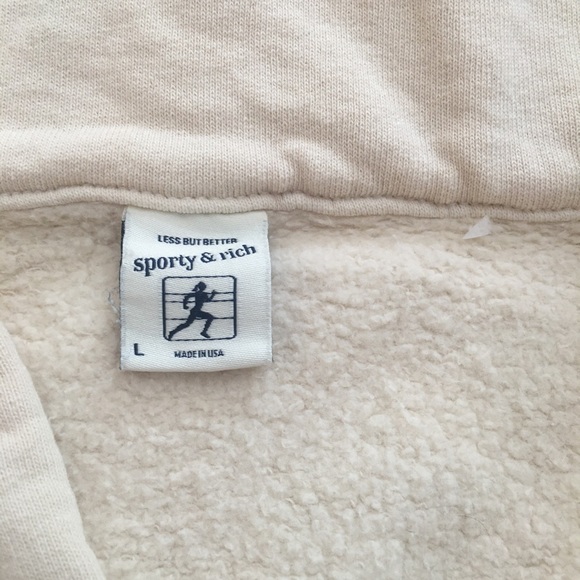 LESS BUT BETTER
sporty & rich
L
MADE IN USA